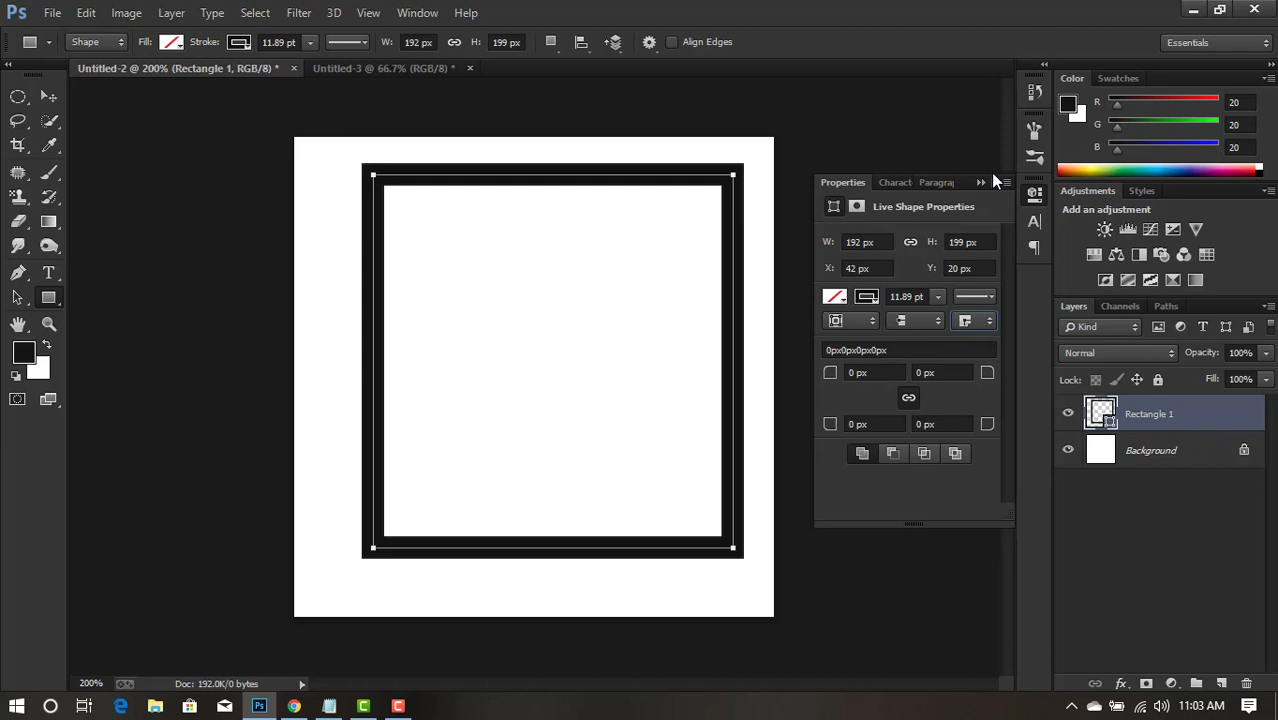 Ps File Edit Image Layer Type Select Filter 3D View Window Help
Shape Fill: Stroke: 11.89 pt W: 192 px H: 199 px Align Edges Essentials
Untitled-2 @ 200% (Rectangle 1, RGB/8) * × Untitled-3 @ 66.7% (RGB/8) * ×
Color Swatches
R 20
G 20
B 20
Properties Charact Paragra
Live Shape Properties
W: 192 px H: 199 px
X: 42 px Y: 20 px
11.89 pt
0px0px0px0px
0 px 0 px
0 px 0 px
Adjustments Styles
Add an adjustment
Layers Channels Paths
Kind
Normal Opacity: 100%
Lock: Fill: 100%
Rectangle 1
Background
200% Doc: 192.0K/0 bytes
11:03 AM